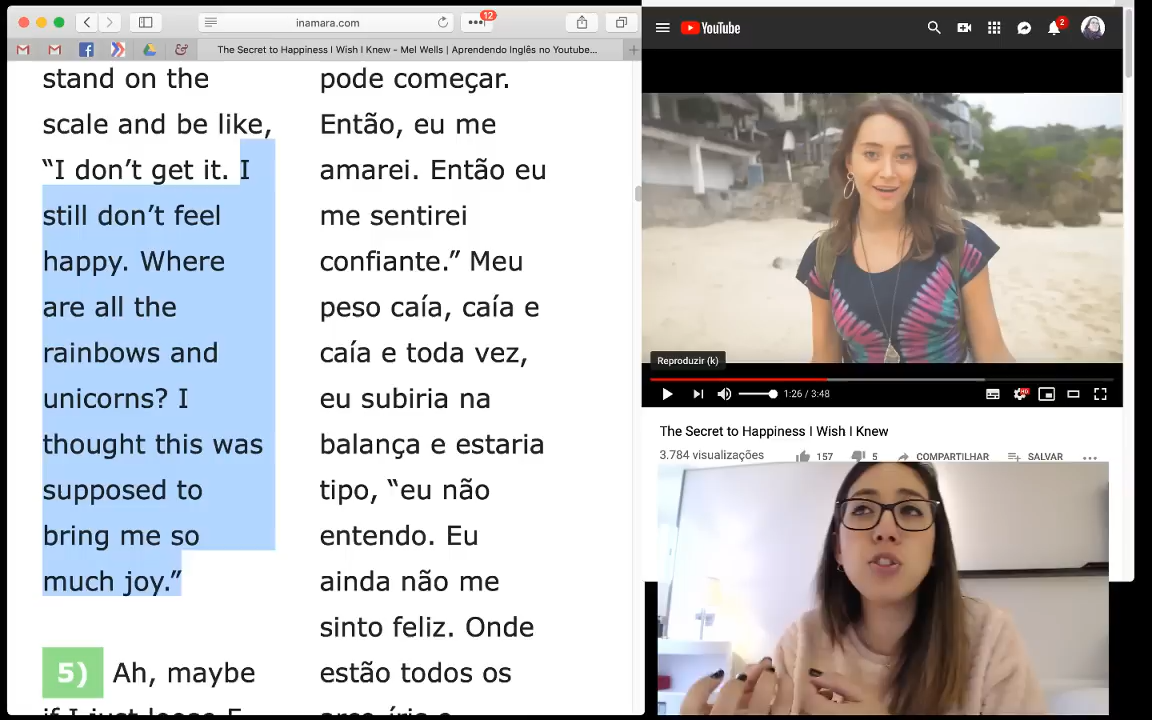 inamara.com
12
The Secret to Happiness I Wish I Knew - Mel Wells | Aprendendo Inglês no Youtube...
stand on the
scale and be like,
“I don’t get it. I
still don’t feel
happy. Where
are all the
rainbows and
unicorns? I
thought this was
supposed to
bring me so
much joy.”
5) Ah, maybe
pode começar.
Então, eu me
amarei. Então eu
me sentirei
confiante.” Meu
peso caía, caía e
caía e toda vez,
eu subiria na
balança e estaria
tipo, “eu não
entendo. Eu
ainda não me
sinto feliz. Onde
estão todos os
YouTube
2
Reproduzir (k)
1:26 / 3:48
HD
The Secret to Happiness I Wish I Knew
3.784 visualizações
157
5
COMPARTILHAR
SALVAR